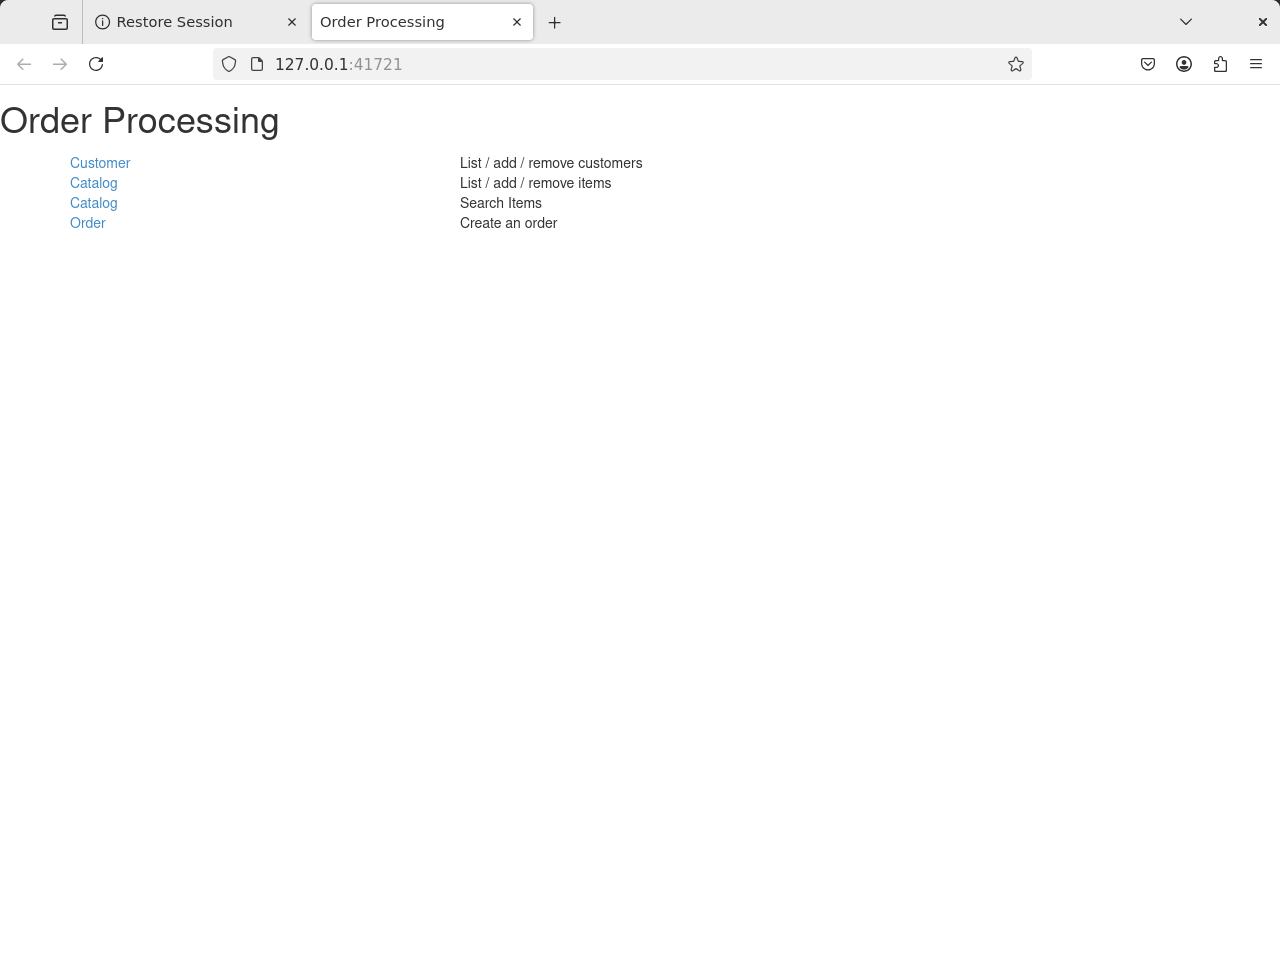 Restore Session
Order Processing
127.0.0.1:41721
Order Processing
Customer List / add / remove customers
Catalog List / add / remove items
Catalog Search Items
Order Create an order